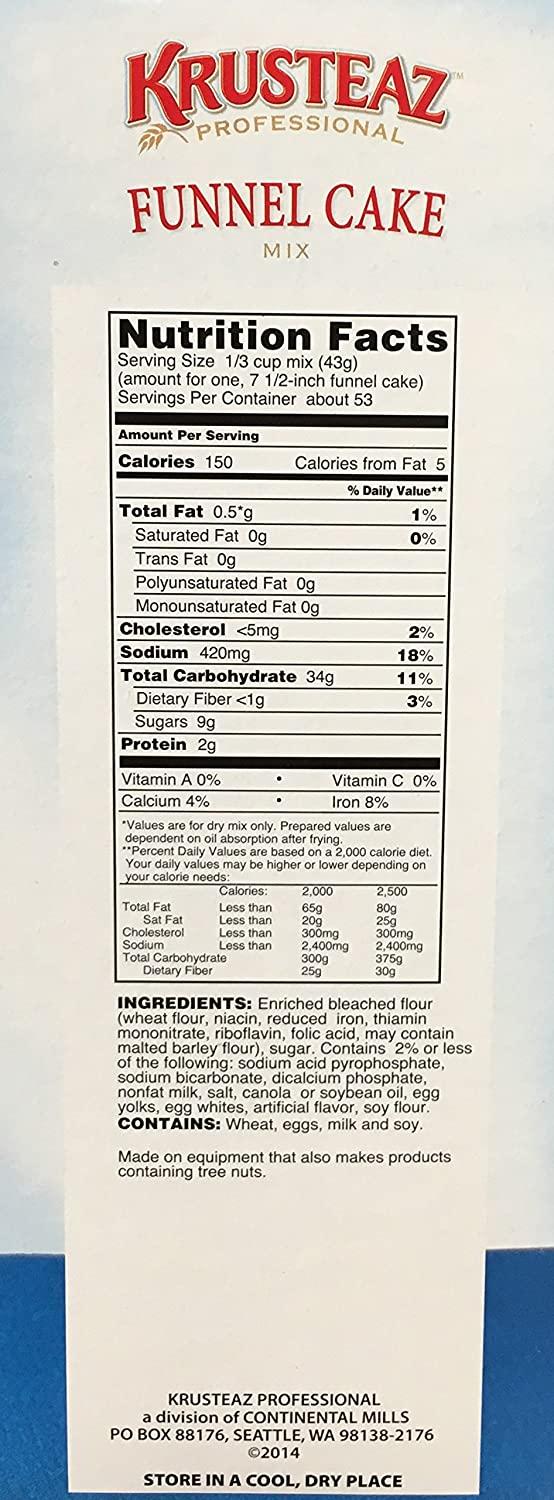 KRUSTEAZ™
PROFESSIONAL
FUNNEL CAKE
MIX
Nutrition Facts
Serving Size 1/3 cup mix (43g)
(amount for one, 7 1/2-inch funnel cake)
Servings Per Container about 53
Amount Per Serving
Calories 150 Calories from Fat 5
% Daily Value**
Total Fat 0.5*g 1%
Saturated Fat 0g 0%
Trans Fat 0g
Polyunsaturated Fat 0g
Monounsaturated Fat 0g
Cholesterol <5mg 2%
Sodium 420mg 18%
Total Carbohydrate 34g 11%
Dietary Fiber <1g 3%
Sugars 9g
Protein 2g
Vitamin A 0% • Vitamin C 0%
Calcium 4% • Iron 8%
*Values are for dry mix only. Prepared values are
dependent on oil absorption after frying.
**Percent Daily Values are based on a 2,000 calorie diet.
Your daily values may be higher or lower depending on
your calorie needs:
Calories: 2,000 2,500
Total Fat Less than 65g 80g
Sat Fat Less than 20g 25g
Cholesterol Less than 300mg 300mg
Sodium Less than 2,400mg 2,400mg
Total Carbohydrate 300g 375g
Dietary Fiber 25g 30g
INGREDIENTS: Enriched bleached flour
(wheat flour, niacin, reduced iron, thiamin
mononitrate, riboflavin, folic acid, may contain
malted barley flour), sugar. Contains 2% or less
of the following: sodium acid pyrophosphate,
sodium bicarbonate, dicalcium phosphate,
nonfat milk, salt, canola or soybean oil, egg
yolks, egg whites, artificial flavor, soy flour.
CONTAINS: Wheat, eggs, milk and soy.
Made on equipment that also makes products
containing tree nuts.
KRUSTEAZ PROFESSIONAL
a division of CONTINENTAL MILLS
PO BOX 88176, SEATTLE, WA 98138-2176
©2014
STORE IN A COOL, DRY PLACE